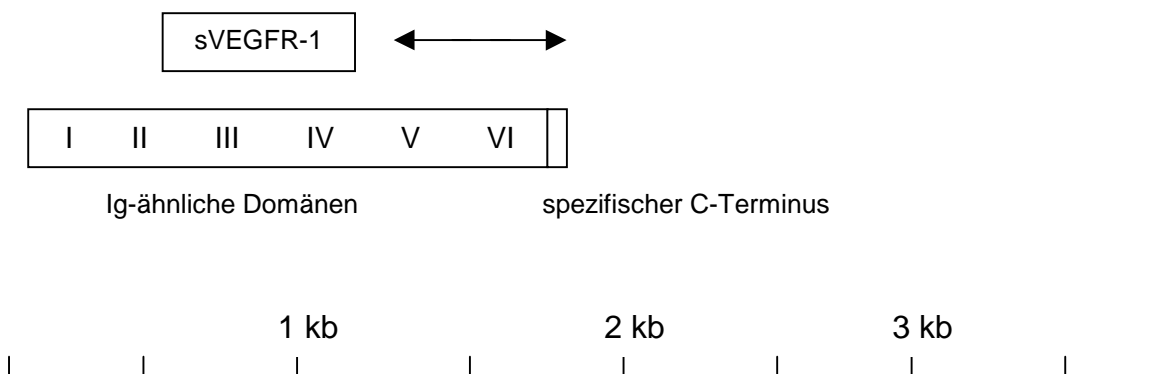 sVEGFR-1
I II III IV V VI
Ig-ähnliche Domänen spezifischer C-Terminus
1 kb 2 kb 3 kb